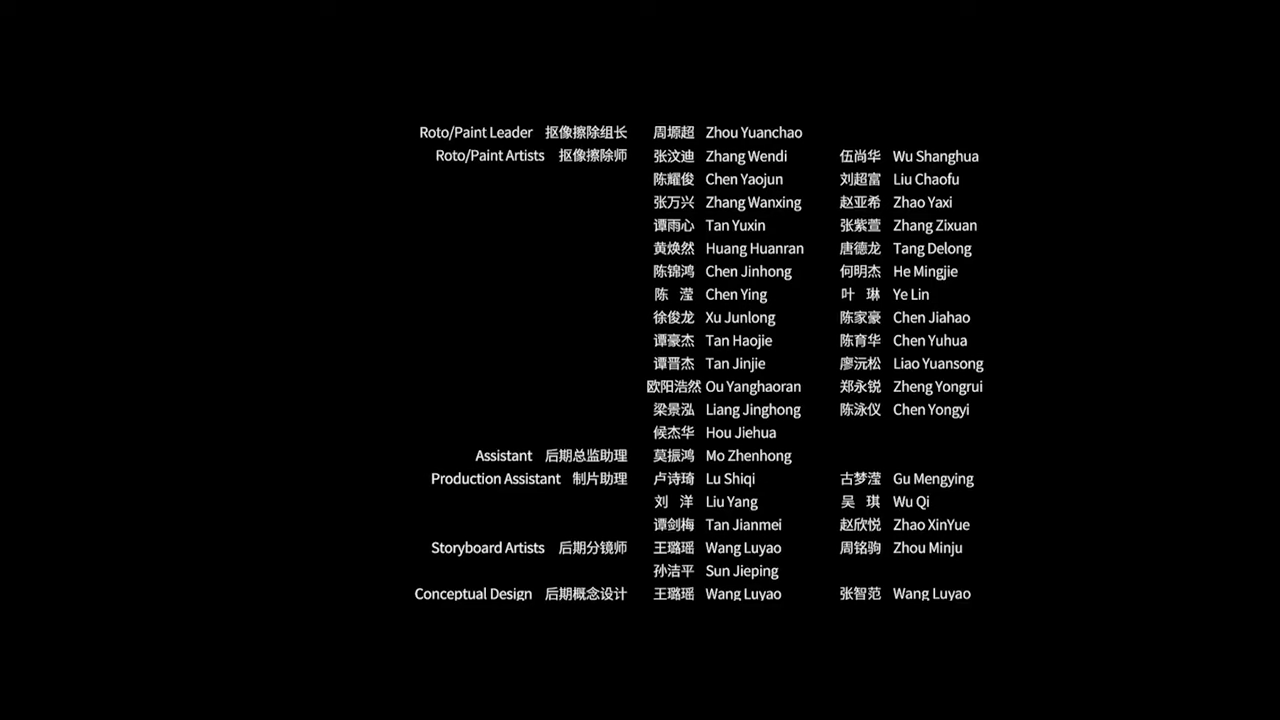 Roto/Paint Leader 抠像擦除组长 周塬超 Zhou Yuanchao
Roto/Paint Artists 抠像擦除师 张汶迪 Zhang Wendi 伍尚华 Wu Shanghua
陈耀俊 Chen Yaojun 刘超富 Liu Chaofu
张万兴 Zhang Wanxing 赵亚希 Zhao Yaxi
谭雨心 Tan Yuxin 张紫萱 Zhang Zixuan
黄焕然 Huang Huanran 唐德龙 Tang Delong
陈锦鸿 Chen Jinhong 何明杰 He Mingjie
陈 滢 Chen Ying 叶 琳 Ye Lin
徐俊龙 Xu Junlong 陈家豪 Chen Jiahao
谭豪杰 Tan Haojie 陈育华 Chen Yuhua
谭晋杰 Tan Jinjie 廖沅松 Liao Yuansong
欧阳浩然 Ou Yanghaoran 郑永锐 Zheng Yongrui
梁景泓 Liang Jinghong 陈泳仪 Chen Yongyi
候杰华 Hou Jiehua
Assistant 后期总监助理 莫振鸿 Mo Zhenhong
Production Assistant 制片助理 卢诗琦 Lu Shiqi 古梦滢 Gu Mengying
刘 洋 Liu Yang 吴 琪 Wu Qi
谭剑梅 Tan Jianmei 赵欣悦 Zhao XinYue
Storyboard Artists 后期分镜师 王璐瑶 Wang Luyao 周铭驹 Zhou Minju
孙洁平 Sun Jieping
Conceptual Design 后期概念设计 王璐瑶 Wang Luyao 张智范 Wang Luyao